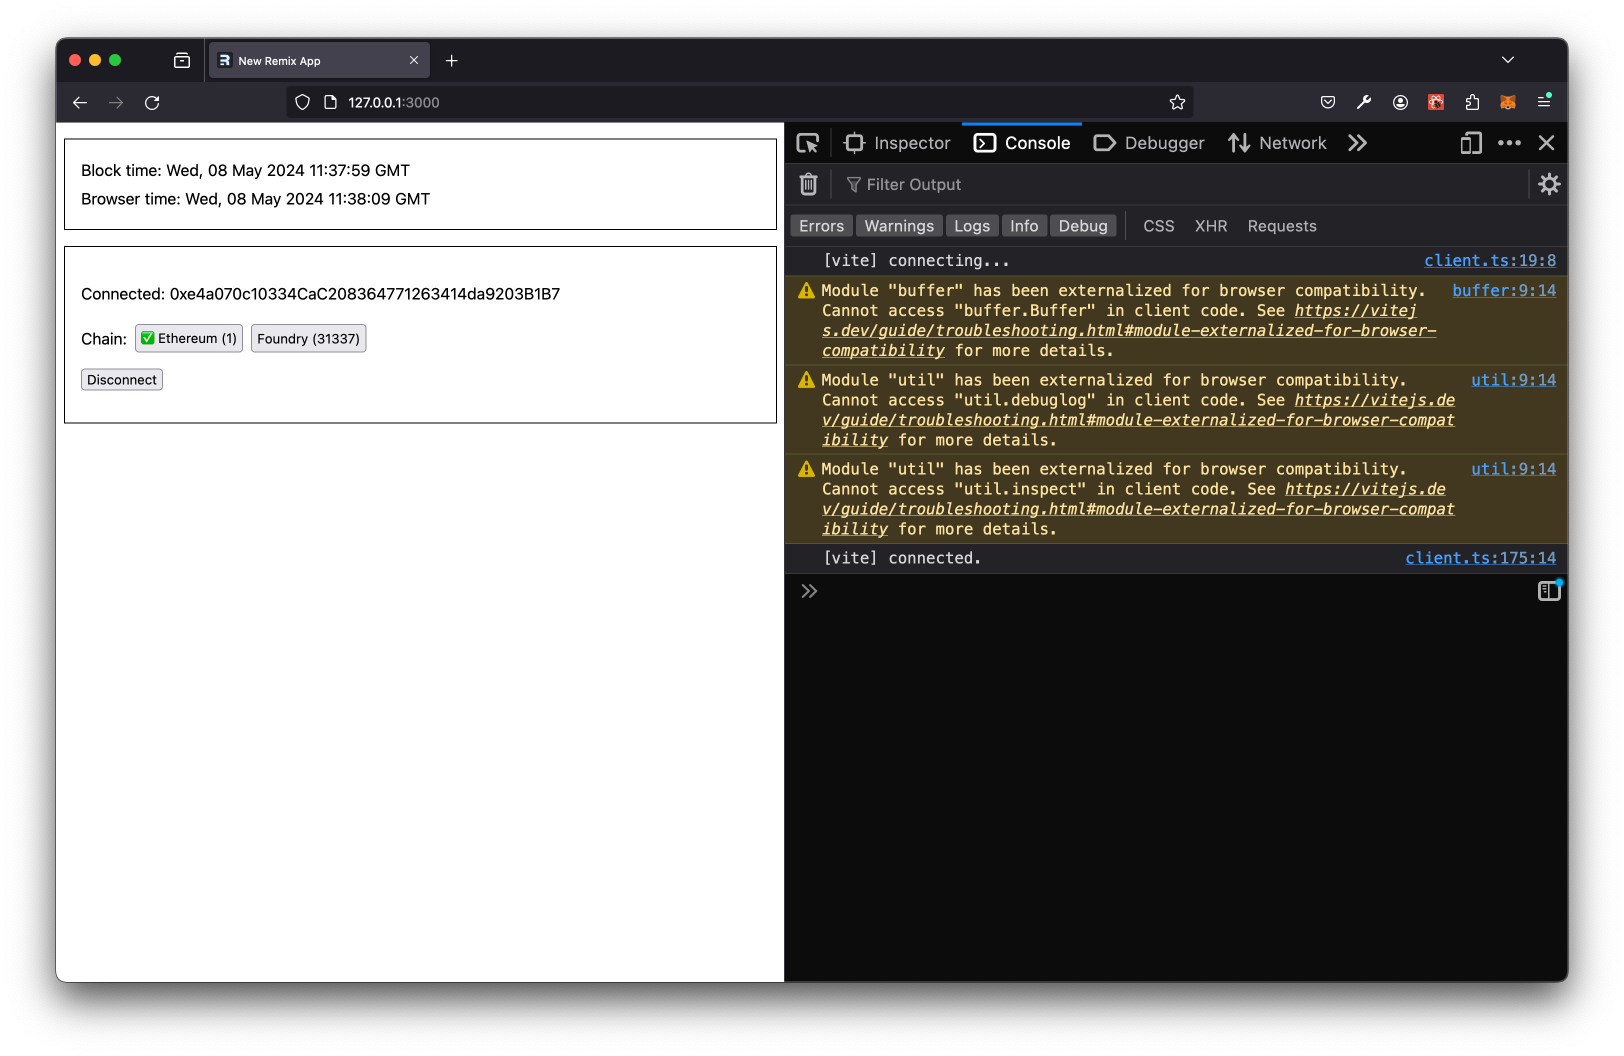 New Remix App
127.0.0.1:3000
Block time: Wed, 08 May 2024 11:37:59 GMT
Browser time: Wed, 08 May 2024 11:38:09 GMT
Connected: 0xe4a070c10334CaC208364771263414da9203B1B7
Chain: ✅ Ethereum (1) Foundry (31337)
Disconnect
Inspector Console Debugger Network
Filter Output
Errors Warnings Logs Info Debug CSS XHR Requests
[vite] connecting... client.ts:19:8
Module "buffer" has been externalized for browser compatibility. buffer:9:14
Cannot access "buffer.Buffer" in client code. See https://vitej
s.dev/guide/troubleshooting.html#module-externalized-for-browser-
compatibility for more details.
Module "util" has been externalized for browser compatibility. util:9:14
Cannot access "util.debuglog" in client code. See https://vitejs.de
v/guide/troubleshooting.html#module-externalized-for-browser-compat
ibility for more details.
Module "util" has been externalized for browser compatibility. util:9:14
Cannot access "util.inspect" in client code. See https://vitejs.de
v/guide/troubleshooting.html#module-externalized-for-browser-compat
ibility for more details.
[vite] connected. client.ts:175:14